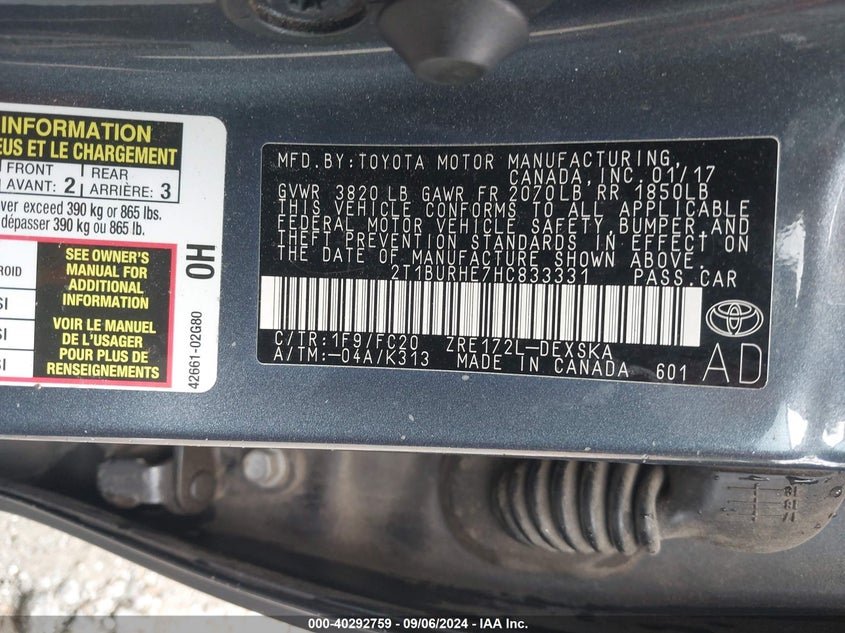 INFORMATION
EUS ET LE CHARGEMENT
FRONT
AVANT: 2
REAR
ARRIÈRE: 3
ver exceed 390 kg or 865 lbs.
dépasser 390 kg ou 865 lb.
SEE OWNER'S
MANUAL FOR
ADDITIONAL
INFORMATION
VOIR LE MANUEL
DE L'USAGER
POUR PLUS DE
RENSEIGNEMENTS
ROID
SI
SI
SI
0H
42661-02G80
MFD. BY: TOYOTA MOTOR MANUFACTURING,
CANADA, INC. 01/17
GVWR 3820 LB GAWR FR 2070LB, RR 1850LB
THIS VEHICLE CONFORMS TO ALL APPLICABLE
FEDERAL MOTOR VEHICLE SAFETY, BUMPER, AND
THEFT PREVENTION STANDARDS IN EFFECT ON
THE DATE OF MANUFACTURE SHOWN ABOVE.
2T1BURHE7HC833331 PASS. CAR
C/TR: 1F9/FC20 ZRE172L-DEXSKA
A/TM: -04A/K313 MADE IN CANADA 601
AD
000-40292759 - 09/06/2024 - IAA Inc.